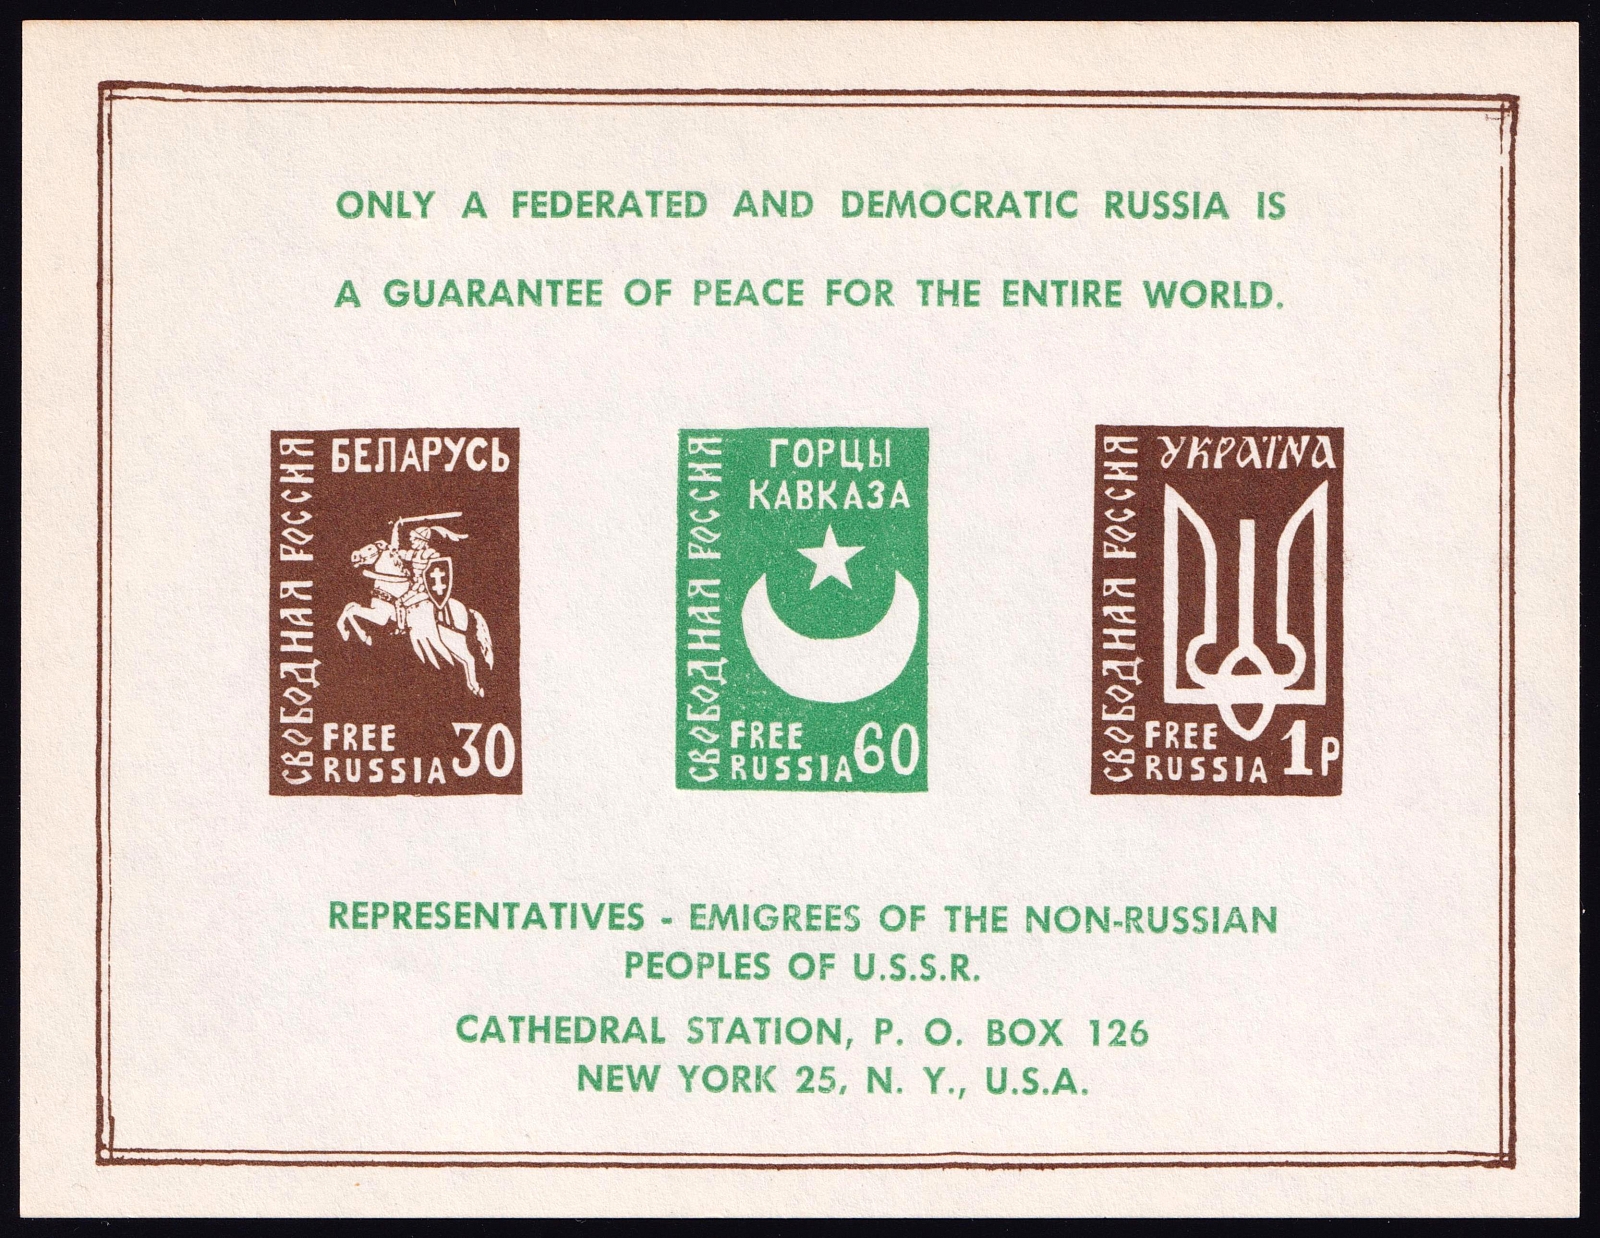 ONLY A FEDERATED AND DEMOCRATIC RUSSIA IS
A GUARANTEE OF PEACE FOR THE ENTIRE WORLD.
СВОБОДНАЯ РОССИЯ
БЕЛАРУСЬ
FREE
RUSSIA 30
СВОБОДНАЯ РОССИЯ
ГОРЦЫ
КАВКАЗА
FREE
RUSSIA 60
СВОБОДНАЯ РОССИЯ
УКРАЇNА
FREE
RUSSIA 1 Р
REPRESENTATIVES - EMIGREES OF THE NON-RUSSIAN
PEOPLES OF U.S.S.R.
CATHEDRAL STATION, P. O. BOX 126
NEW YORK 25, N. Y., U.S.A.